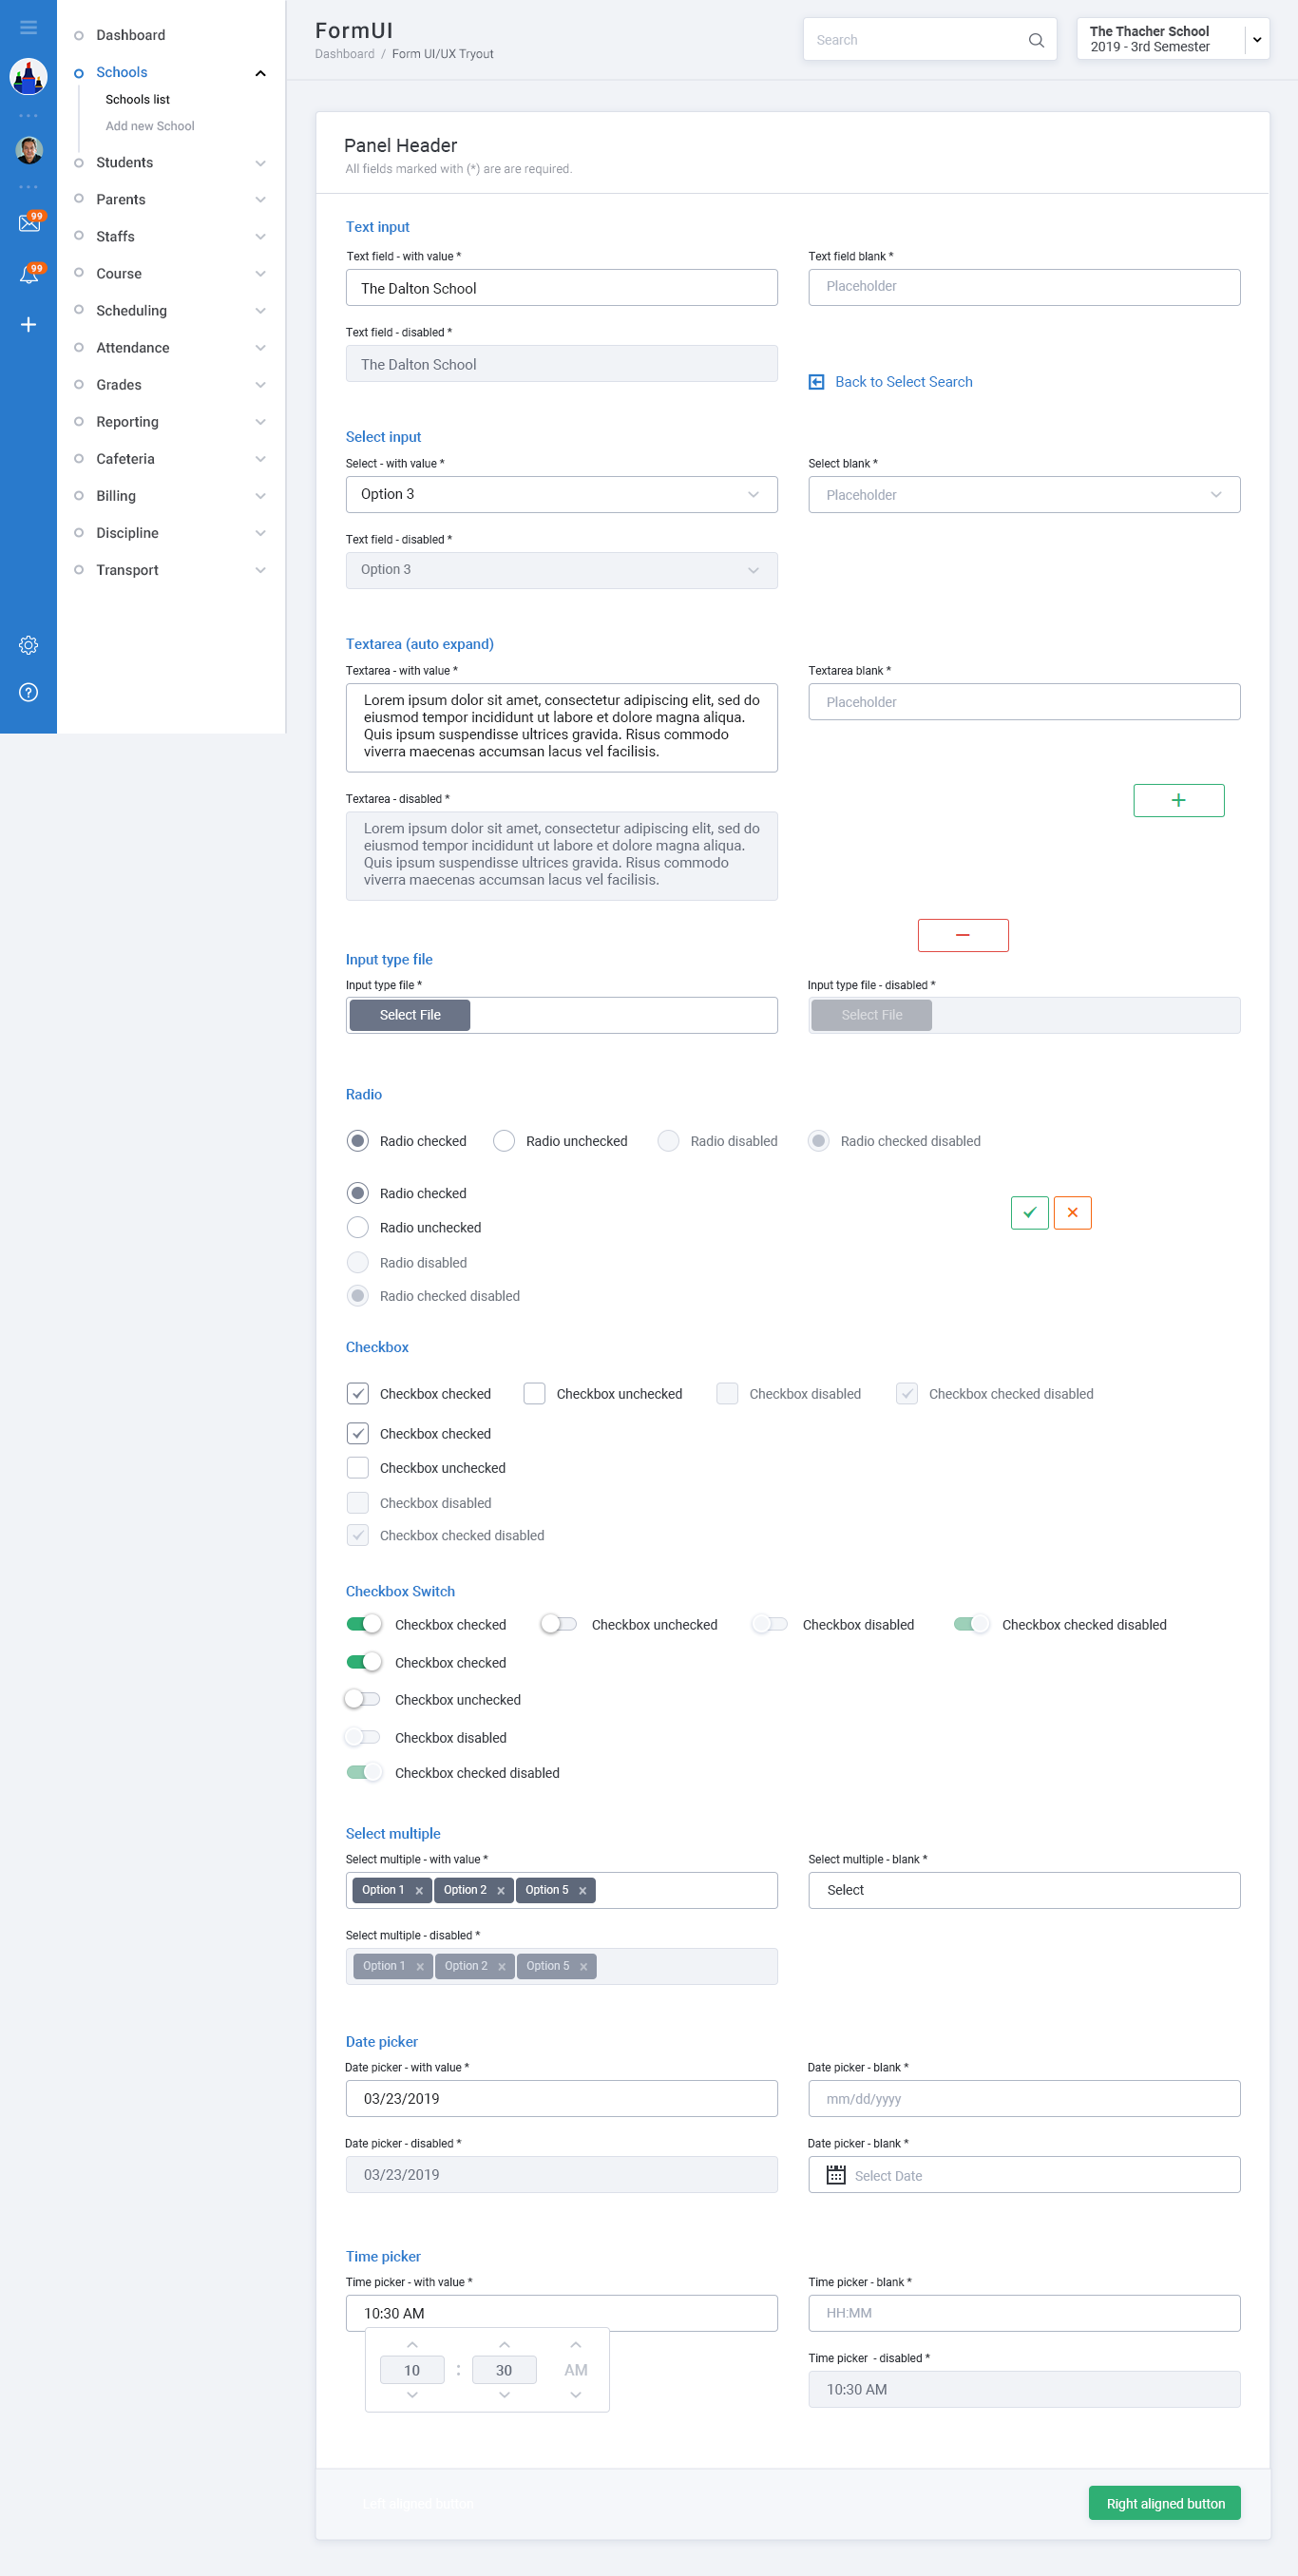 99
99
Dashboard
Schools
Schools list
Add new School
Students
Parents
Staffs
Course
Scheduling
Attendance
Grades
Reporting
Cafeteria
Billing
Discipline
Transport
FormUI
Dashboard / Form UI/UX Tryout
Search
The Thacher School
2019 - 3rd Semester
Panel Header
All fields marked with (*) are are required.
Text input
Text field - with value *
Text field blank *
The Dalton School
Placeholder
Text field - disabled *
The Dalton School
Back to Select Search
Select input
Select - with value *
Select blank *
Option 3
Placeholder
Text field - disabled *
Option 3
Textarea (auto expand)
Textarea - with value *
Textarea blank *
Lorem ipsum dolor sit amet, consectetur adipiscing elit, sed do
eiusmod tempor incididunt ut labore et dolore magna aliqua.
Quis ipsum suspendisse ultrices gravida. Risus commodo
viverra maecenas accumsan lacus vel facilisis.
Placeholder
Textarea - disabled *
Lorem ipsum dolor sit amet, consectetur adipiscing elit, sed do
eiusmod tempor incididunt ut labore et dolore magna aliqua.
Quis ipsum suspendisse ultrices gravida. Risus commodo
viverra maecenas accumsan lacus vel facilisis.
Input type file
Input type file *
Input type file - disabled *
Select File
Select File
Radio
Radio checked
Radio unchecked
Radio disabled
Radio checked disabled
Radio checked
Radio unchecked
Radio disabled
Radio checked disabled
Checkbox
Checkbox checked
Checkbox unchecked
Checkbox disabled
Checkbox checked disabled
Checkbox checked
Checkbox unchecked
Checkbox disabled
Checkbox checked disabled
Checkbox Switch
Checkbox checked
Checkbox unchecked
Checkbox disabled
Checkbox checked disabled
Checkbox checked
Checkbox unchecked
Checkbox disabled
Checkbox checked disabled
Select multiple
Select multiple - with value *
Select multiple - blank *
Option 1 × Option 2 × Option 5 ×
Select
Select multiple - disabled *
Option 1 × Option 2 × Option 5 ×
Date picker
Date picker - with value *
Date picker - blank *
03/23/2019
mm/dd/yyyy
Date picker - disabled *
Date picker - blank *
03/23/2019
Select Date
Time picker
Time picker - with value *
Time picker - blank *
10:30 AM
HH:MM
Time picker - disabled *
10 : 30 AM
10:30 AM
Left aligned button
Right aligned button